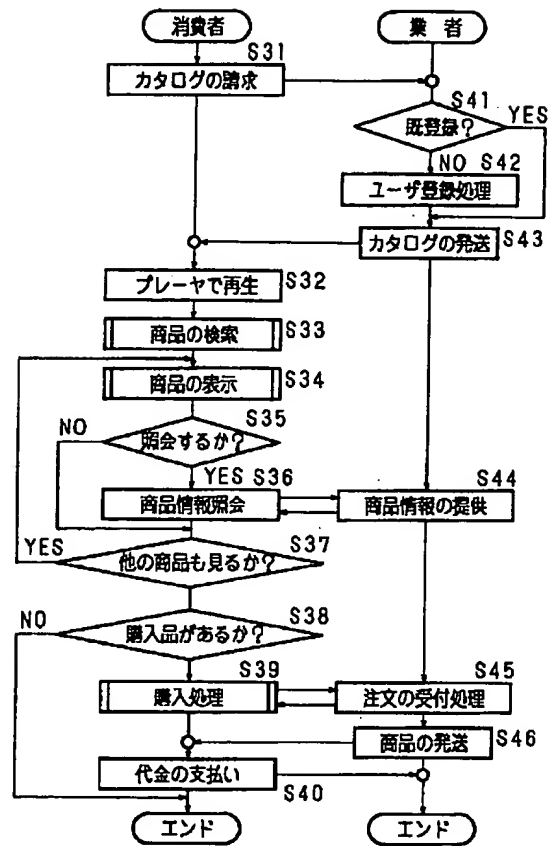 消費者
業者
S31
カタログの請求
S41
既登録?
YES
NO S42
ユーザ登録処理
カタログの発送
S43
プレーヤで再生
S32
商品の検索
S33
商品の表示
S34
S35
NO
照会するか?
YES S36
商品情報照会
S44
商品情報の提供
YES
S37
他の商品も見るか?
NO
S38
購入品があるか?
S39
購入処理
S45
注文の受付処理
商品の発送
S46
代金の支払い
S40
エンド
エンド